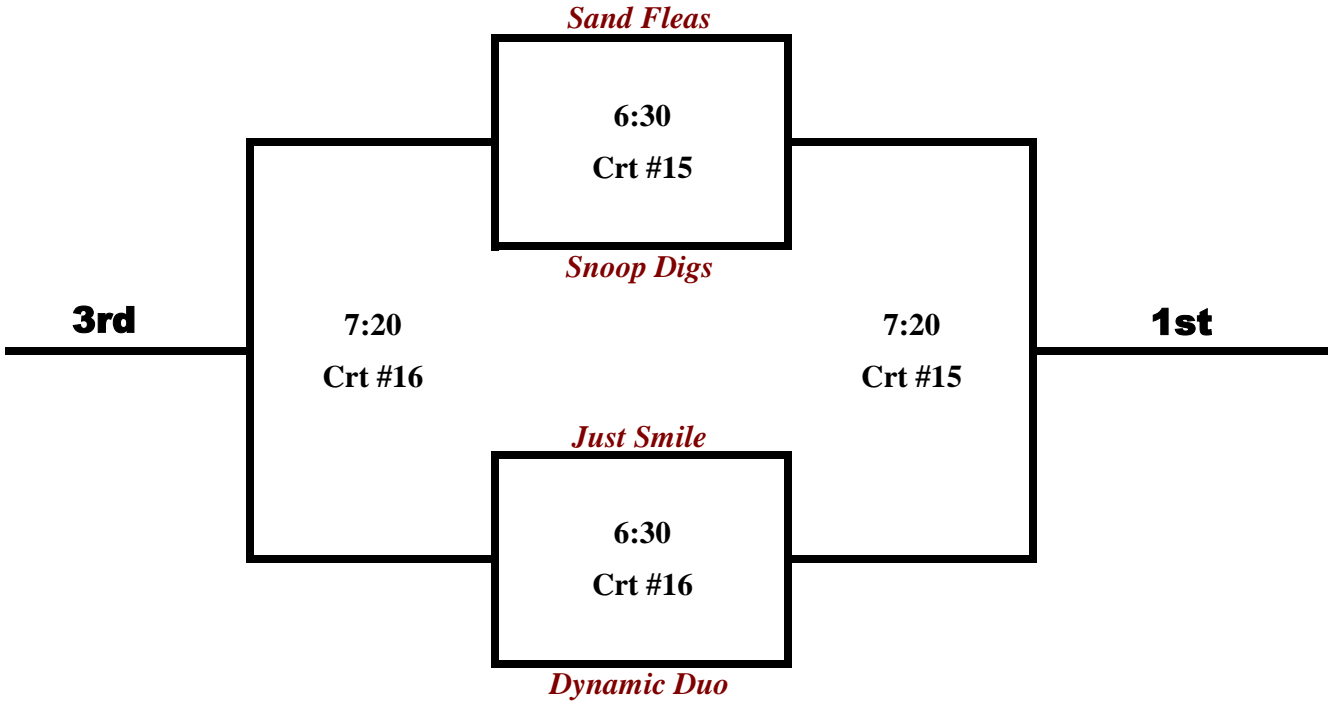 Sand Fleas
6:30
Crt #15
Snoop Digs
3rd
7:20
Crt #16
7:20
Crt #15
1st
Just Smile
6:30
Crt #16
Dynamic Duo